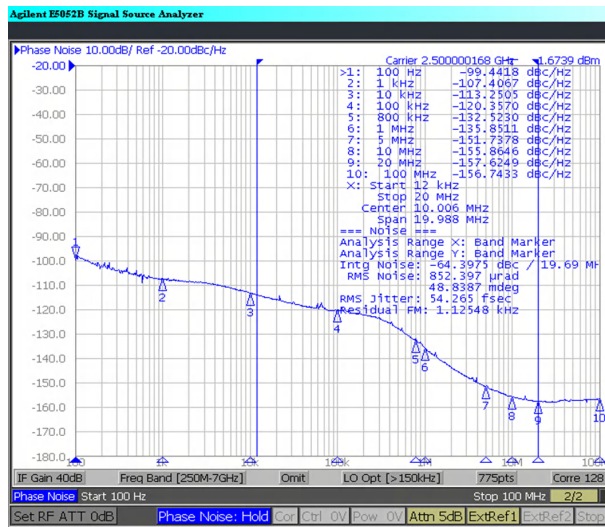 Agilent E5052B Signal Source Analyzer
▶Phase Noise 10.00dB/ Ref -20.00dBc/Hz
Carrier 2.500000168 GHz 1.6739 dBm
>1: 100 Hz -99.4418 dBc/Hz
2: 1 kHz -107.4067 dBc/Hz
3: 10 kHz -113.2505 dBc/Hz
4: 100 kHz -120.3570 dBc/Hz
5: 800 kHz -132.5230 dBc/Hz
6: 1 MHz -135.8511 dBc/Hz
7: 5 MHz -151.7378 dBc/Hz
8: 10 MHz -155.8646 dBc/Hz
9: 20 MHz -157.6249 dBc/Hz
10: 100 MHz -156.7433 dBc/Hz
X: Start 12 kHz
Stop 20 MHz
Center 10.006 MHz
Span 19.988 MHz
=== Noise ===
Analysis Range X: Band Marker
Analysis Range Y: Band Marker
Intg Noise: -64.3975 dBc / 19.69 MH
RMS Noise: 852.397 µrad
48.8387 mdeg
RMS Jitter: 54.265 fsec
Residual FM: 1.12548 kHz
-20.00
-30.00
-40.00
-50.00
-60.00
-70.00
-80.00
-90.00
-100.0
-110.0
-120.0
-130.0
-140.0
-150.0
-160.0
-170.0
-180.0
2
3
4
5
6
7
8
9
10
100 1k 10k 100k 1M 10M 100M
IF Gain 40dB Freq Band [250M-7GHz] Omit LO Opt [>150kHz] 775pts Corre 128
Phase Noise Start 100 Hz Stop 100 MHz 2/2
Set RF ATT 0dB Phase Noise: Hold Cor Ctrl 0V Pow 0V Attn 5dB ExtRef1 ExtRef2 Stop